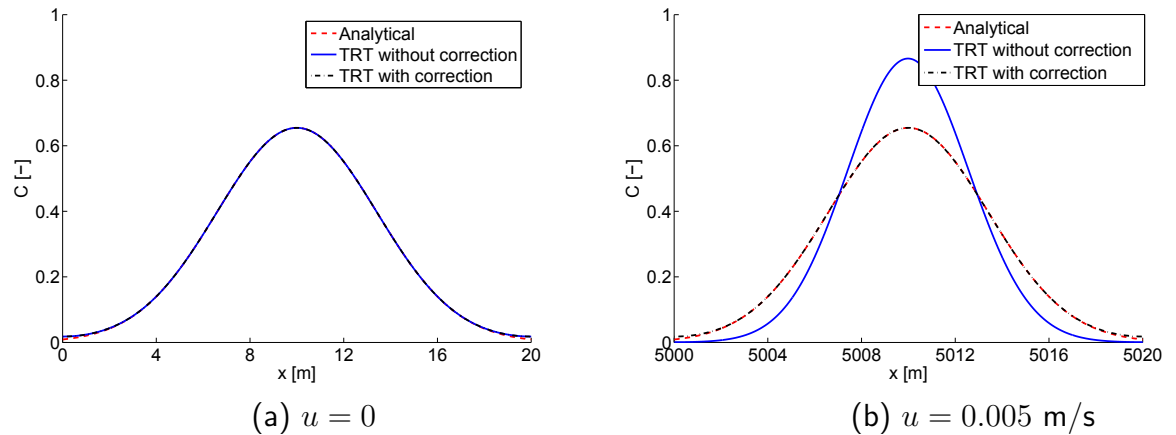 1
0.8
0.6
0.4
0.2
0
C [−]
Analytical
TRT without correction
TRT with correction
0 4 8 12 16 20
x [m]
(a) u = 0
1
0.8
0.6
0.4
0.2
0
C [−]
Analytical
TRT without correction
TRT with correction
5000 5004 5008 5012 5016 5020
x [m]
(b) u = 0.005 m/s